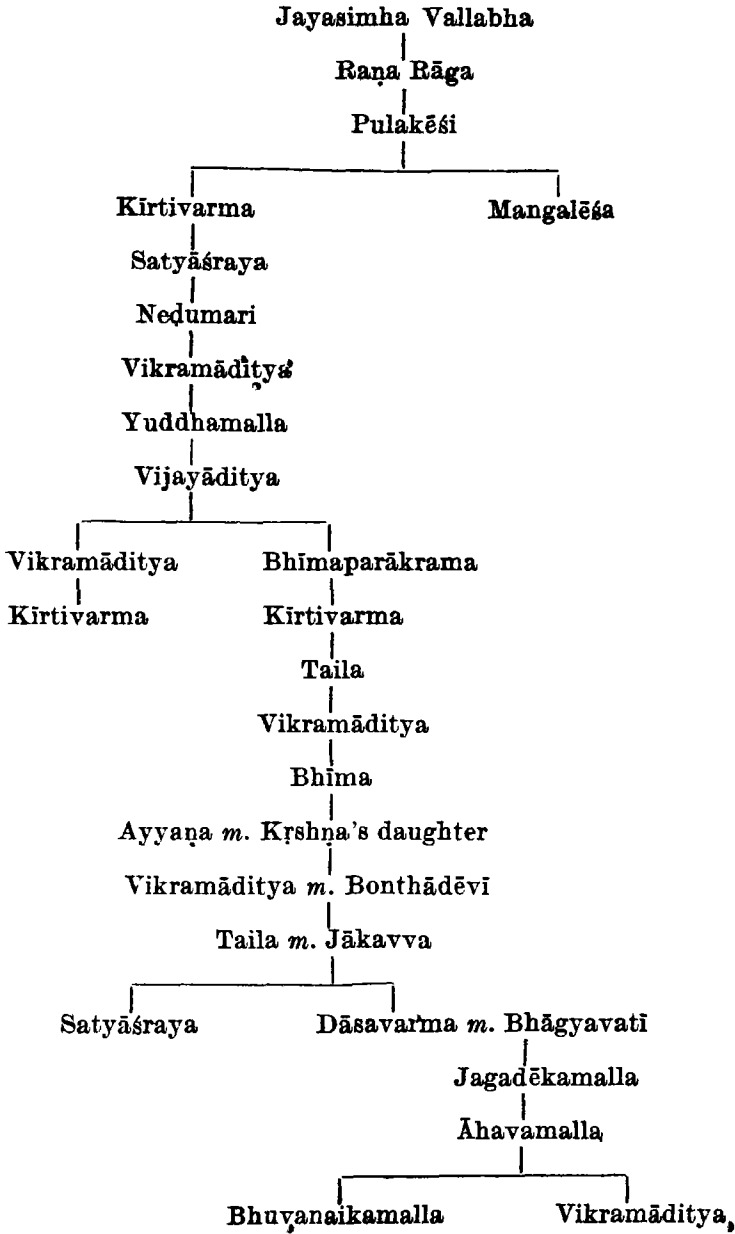 Jayasimha Vallabha
Raṇa Rāga
Pulakēśi
Kīrtivarma Mangalēśa
Satyāśraya
Neḍumari
Vikramāditya
Yuddhamalla
Vijayāditya
Vikramāditya Bhīmaparākrama
Kīrtivarma Kīrtivarma
Taila
Vikramāditya
Bhīma
Ayyaṇa m. Kṛshṇa's daughter
Vikramāditya m. Bonthādēvī
Taila m. Jākavva
Satyāśraya Dāsavarma m. Bhāgyavatī
Jagadēkamalla
Āhavamalla
Bhuvanaikamalla Vikramāditya,